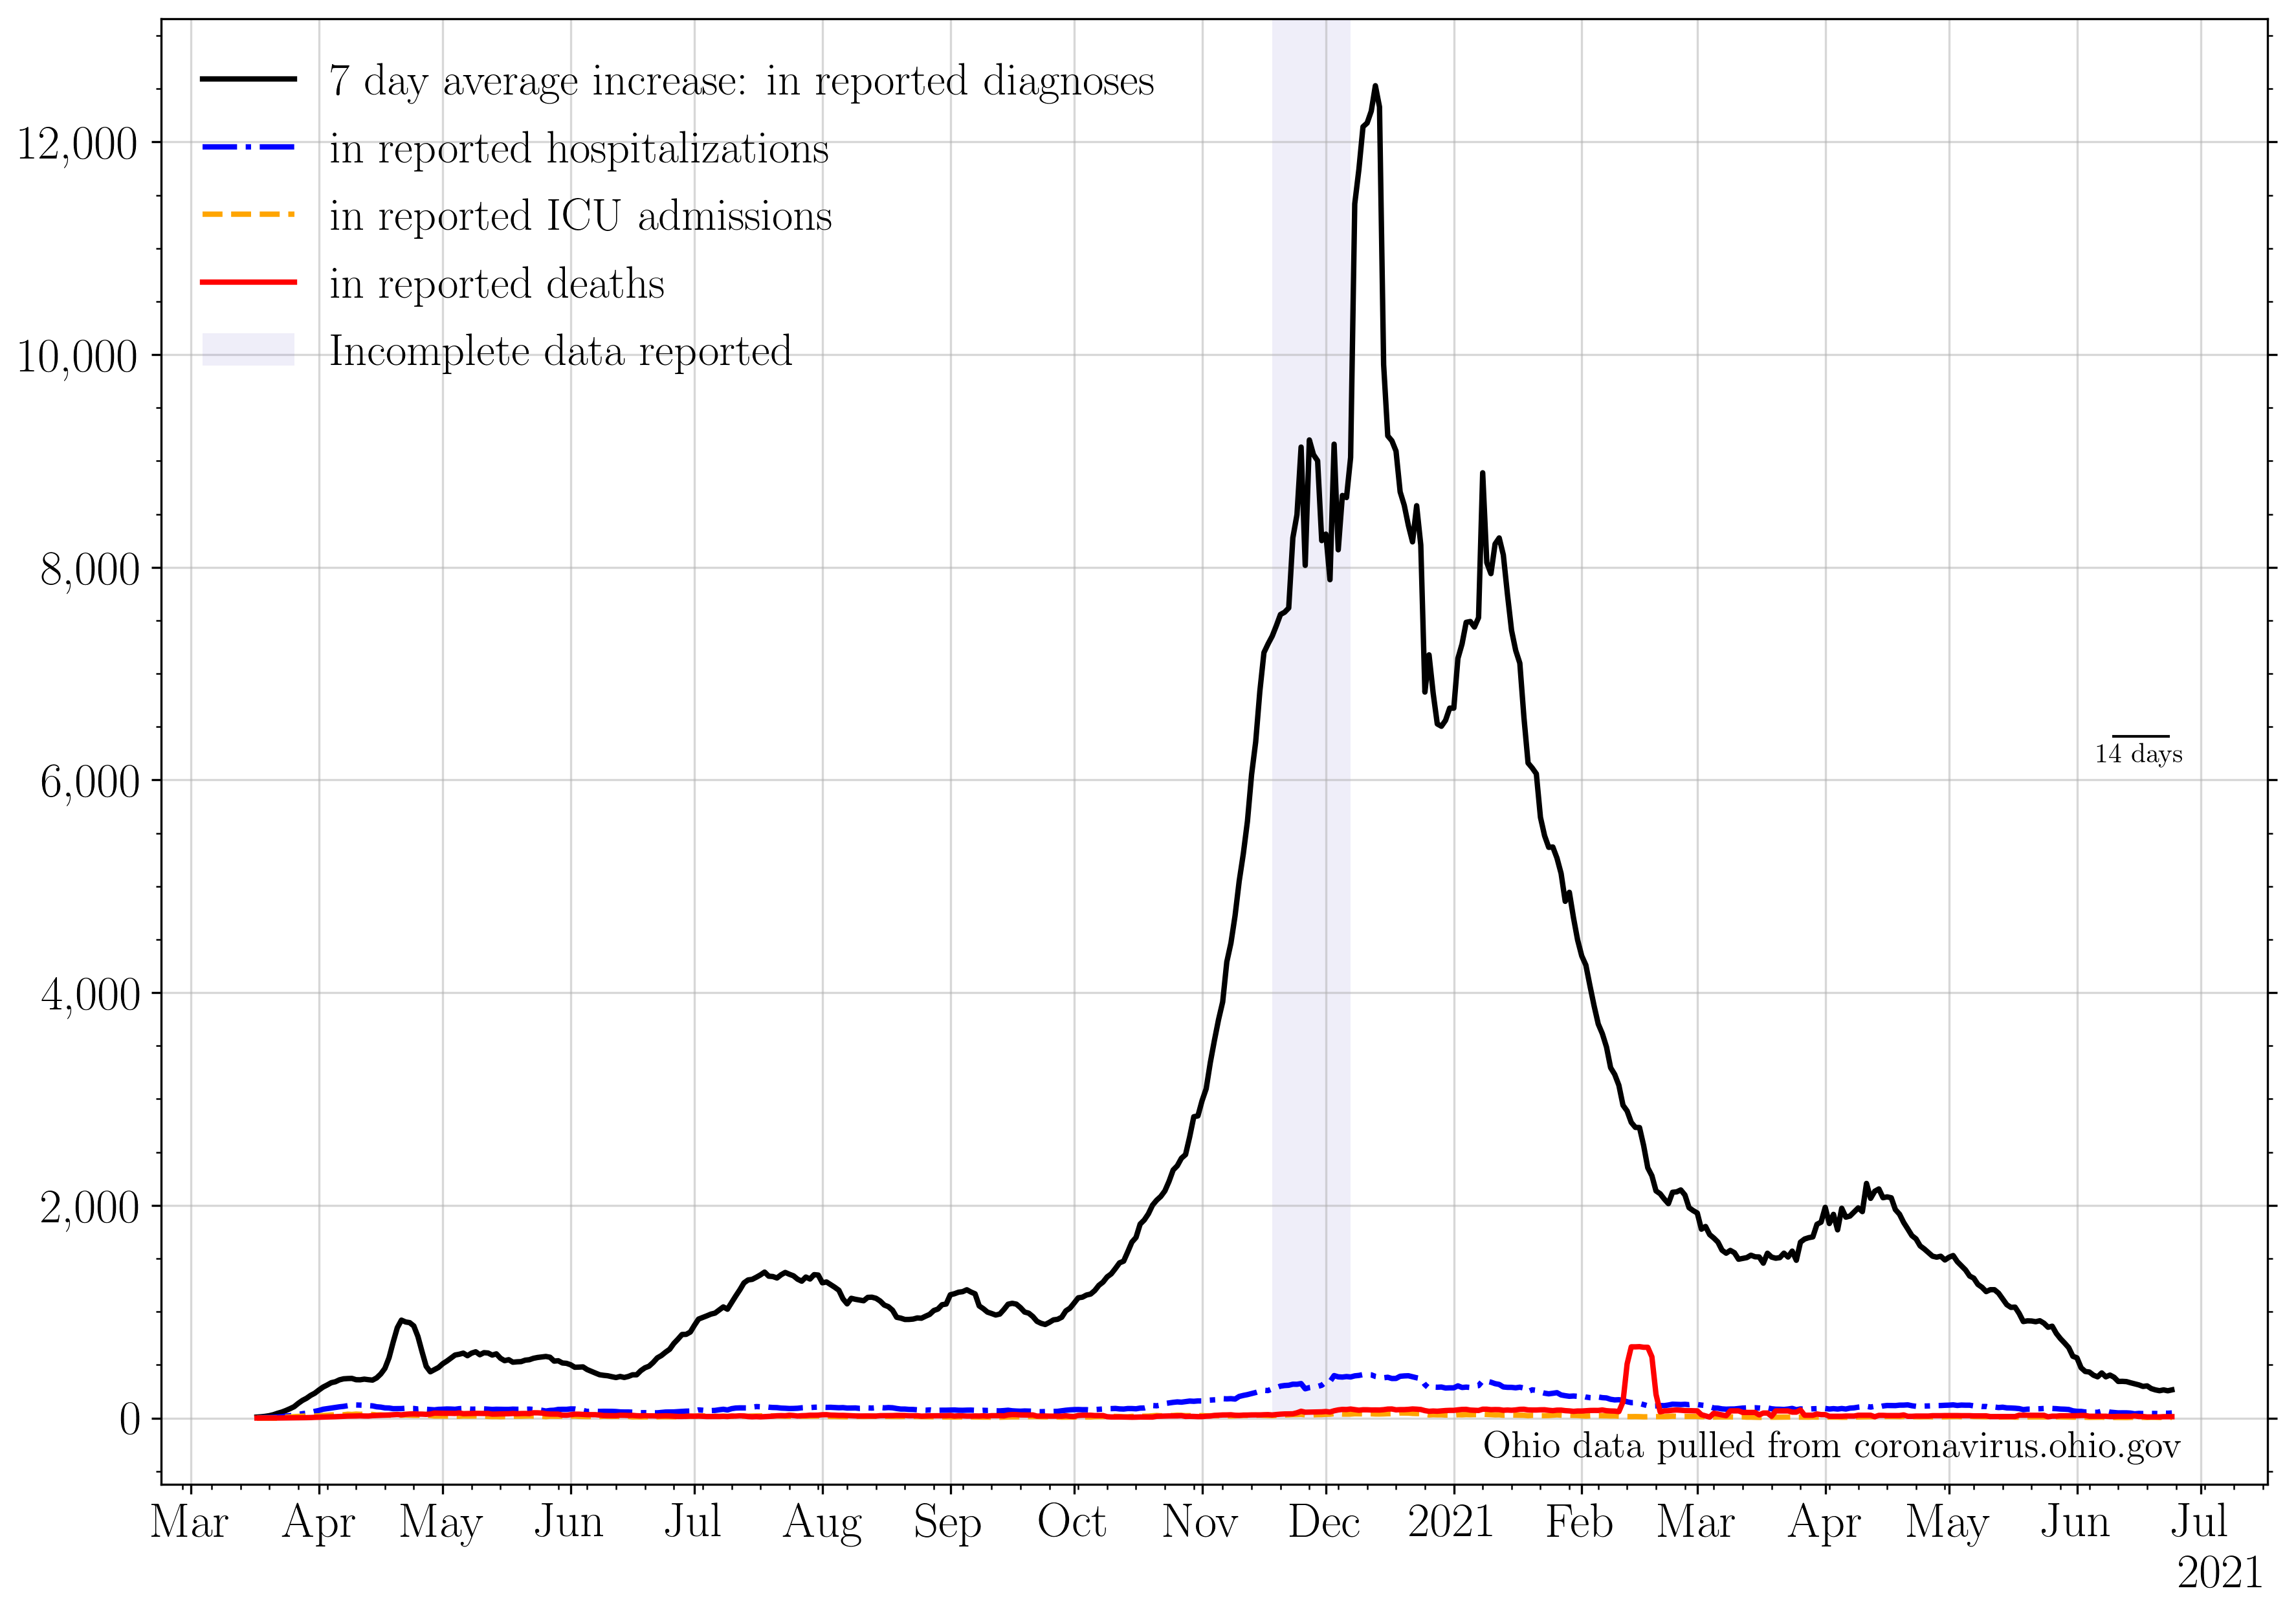 7 day average increase: in reported diagnoses
in reported hospitalizations
in reported ICU admissions
in reported deaths
Incomplete data reported
12,000
10,000
8,000
6,000
4,000
2,000
0
14 days
Ohio data pulled from coronavirus.ohio.gov
Mar Apr May Jun Jul Aug Sep Oct Nov Dec 2021 Feb Mar Apr May Jun Jul
2021